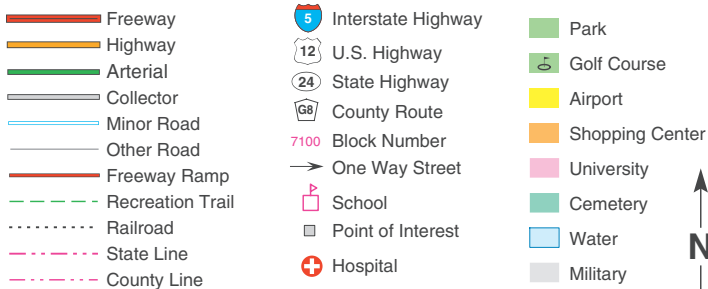 Freeway
Highway
Arterial
Collector
Minor Road
Other Road
Freeway Ramp
Recreation Trail
Railroad
State Line
County Line
5 Interstate Highway
12 U.S. Highway
24 State Highway
G8 County Route
7100 Block Number
One Way Street
School
Point of Interest
Hospital
Park
Golf Course
Airport
Shopping Center
University
Cemetery
Water
Military
N